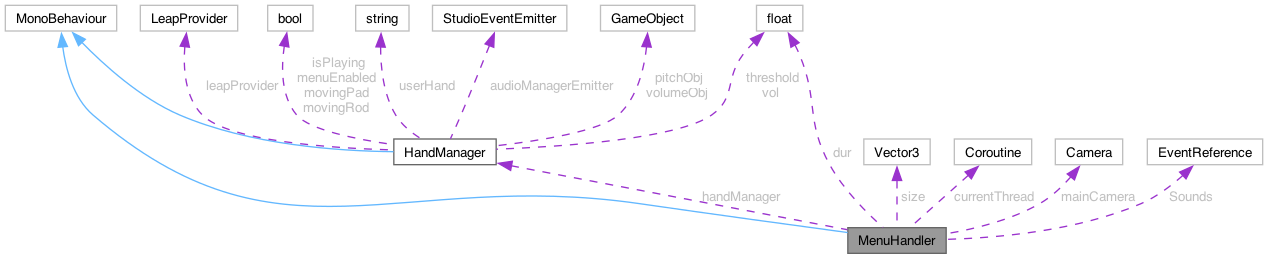 MonoBehaviour
LeapProvider
bool
string
StudioEventEmitter
GameObject
float
leapProvider
isPlaying
menuEnabled
movingPad
movingRod
userHand
audioManagerEmitter
pitchObj
volumeObj
threshold
vol
HandManager
dur
Vector3
Coroutine
Camera
EventReference
handManager
size
currentThread
mainCamera
Sounds
MenuHandler